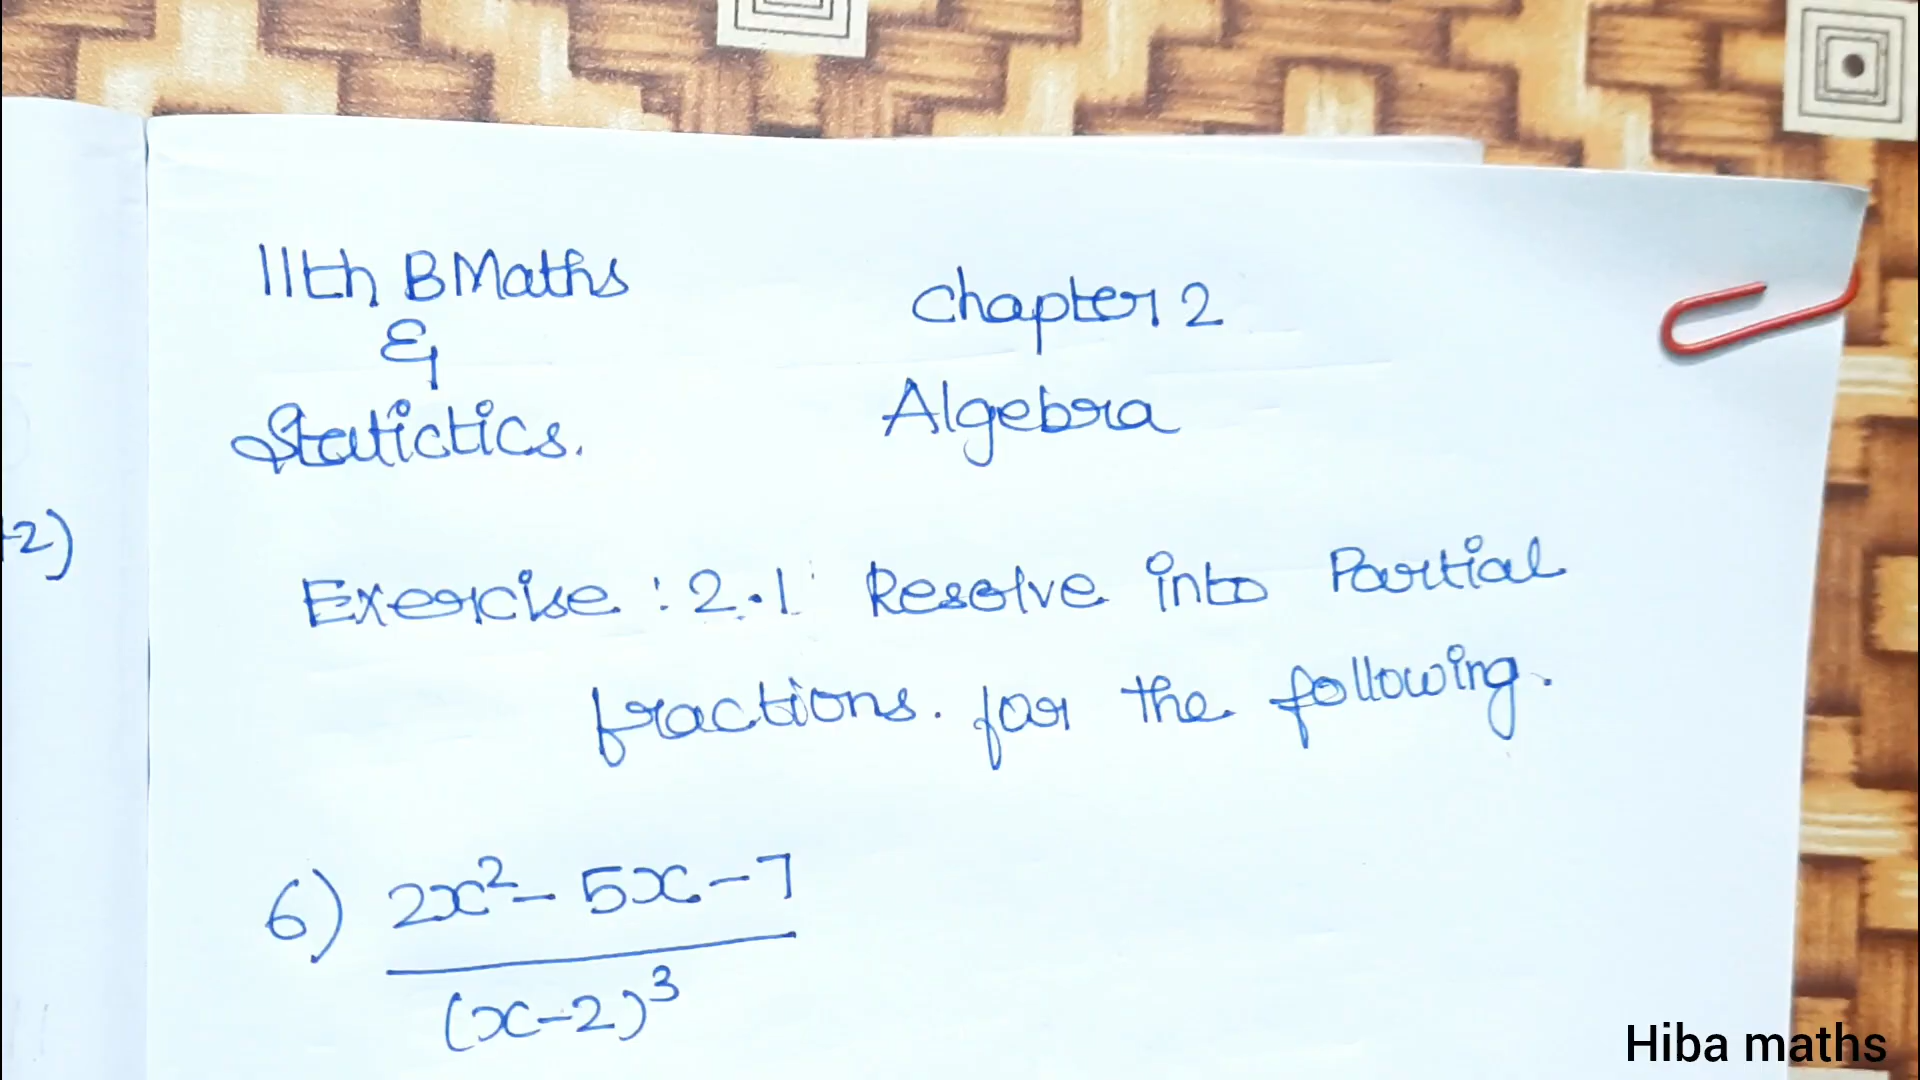 11th B Maths
&
Statictics.
Chapter 2
Algebra
-2)
Exercise : 2.1 Resolve into Partial
fractions. for the following.
6) 2x² - 5x - 7
(x-2)³
Hiba maths